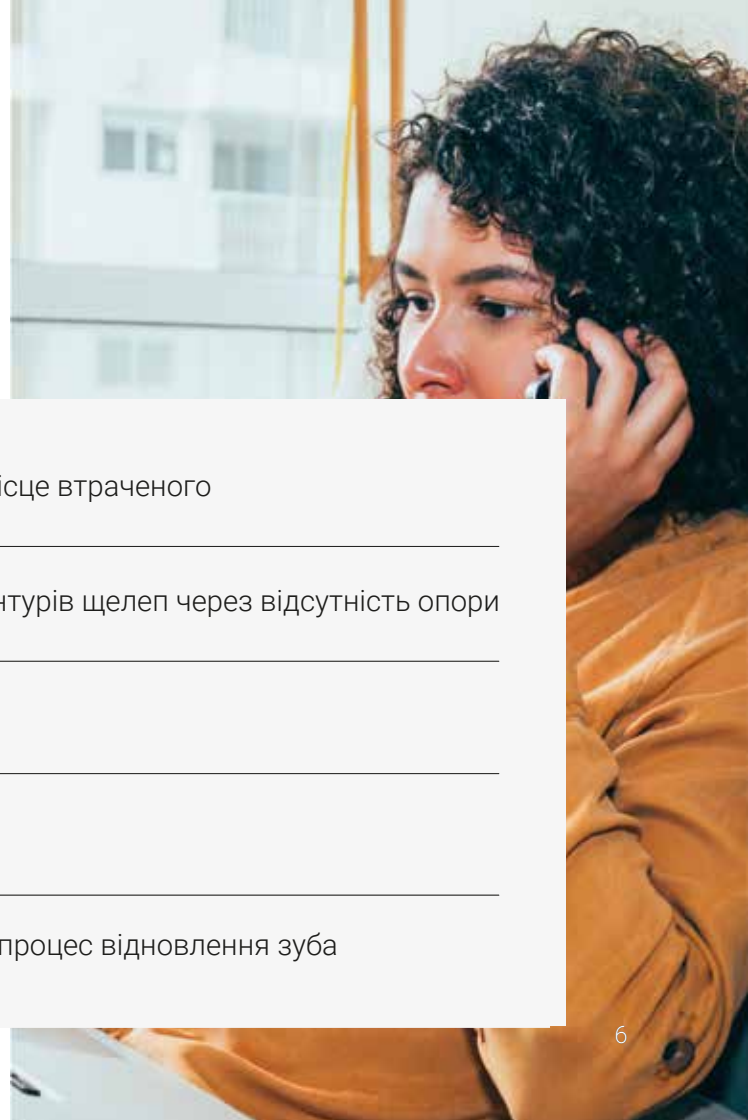 ісце втраченого
нтурів щелеп через відсутність опори
процес відновлення зуба
6